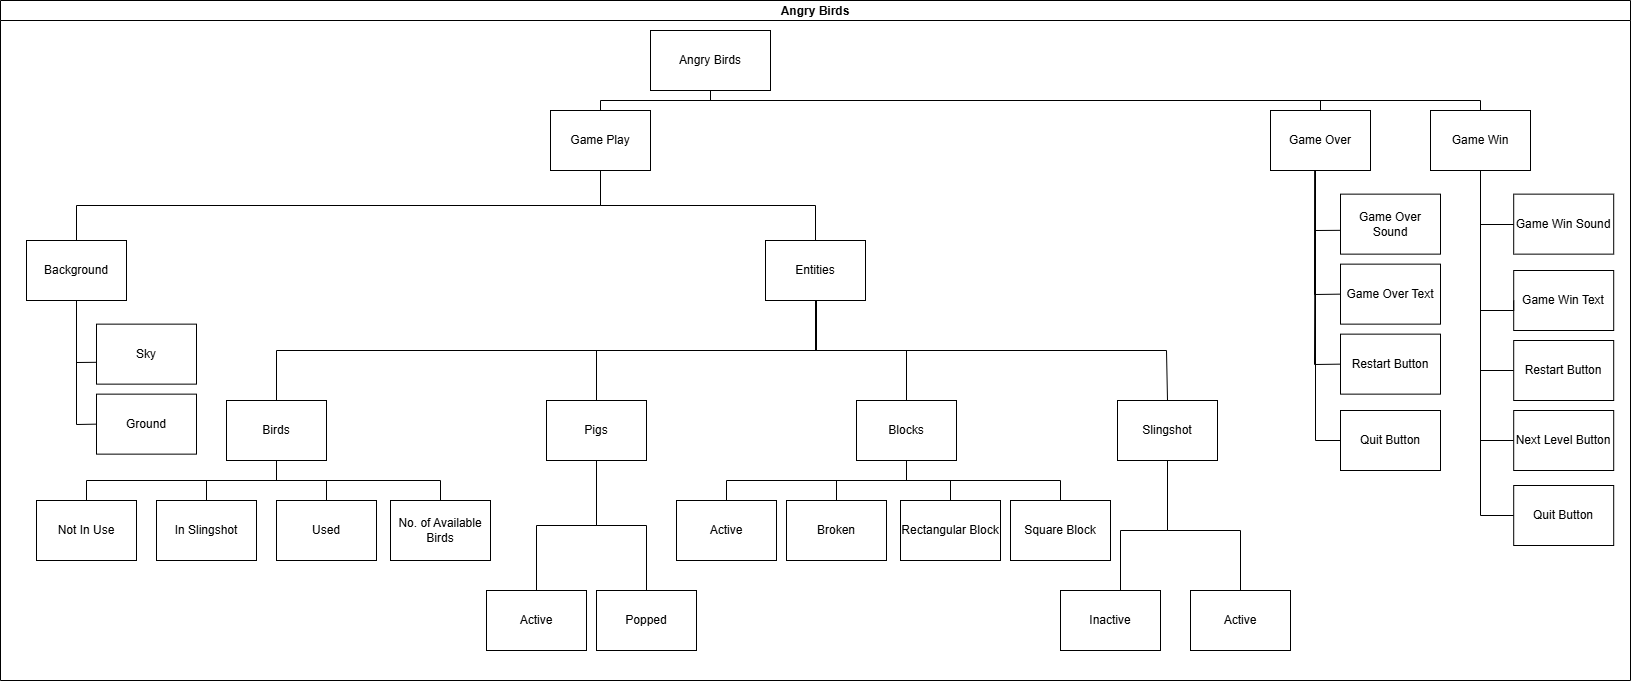 Angry Birds
Angry Birds
Game Play
Game Over
Game Win
Game Over
Sound
Game Win Sound
Background
Entities
Game Over Text
Game Win Text
Sky
Restart Button
Restart Button
Ground
Birds
Pigs
Blocks
Slingshot
Quit Button
Next Level Button
Not In Use
In Slingshot
Used
No. of Available
Birds
Active
Broken
Rectangular Block
Square Block
Quit Button
Active
Popped
Inactive
Active